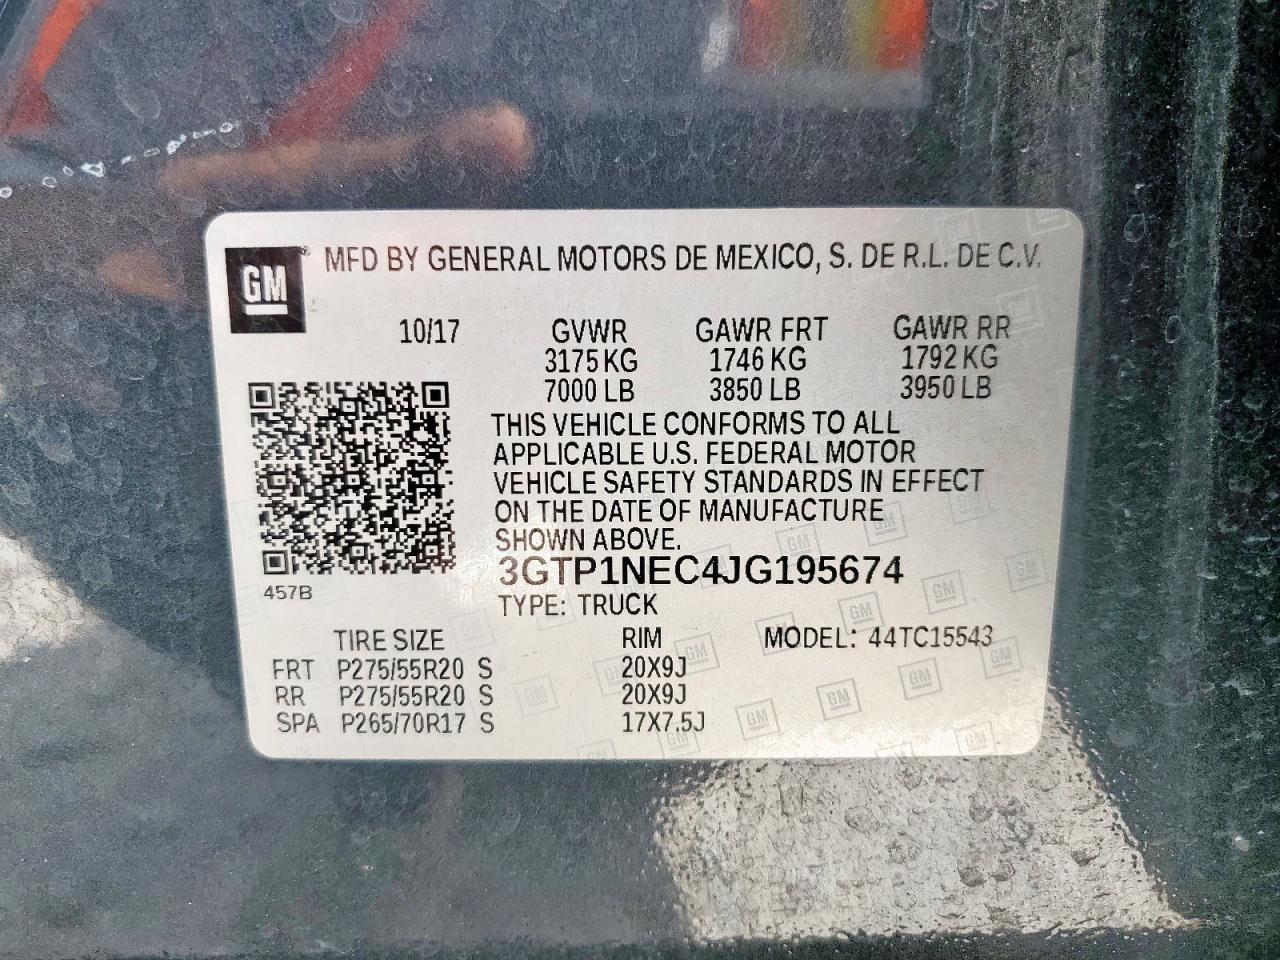 GM
MFD BY GENERAL MOTORS DE MEXICO, S. DE R.L. DE C.V.
10/17 GVWR GAWR FRT GAWR RR
3175 KG 1746 KG 1792 KG
7000 LB 3850 LB 3950 LB
THIS VEHICLE CONFORMS TO ALL
APPLICABLE U.S. FEDERAL MOTOR
VEHICLE SAFETY STANDARDS IN EFFECT
ON THE DATE OF MANUFACTURE
SHOWN ABOVE.
3GTP1NEC4JG195674
457B
TYPE: TRUCK
TIRE SIZE RIM MODEL: 44TC15543
FRT P275/55R20 S 20X9J
RR P275/55R20 S 20X9J
SPA P265/70R17 S 17X7.5J